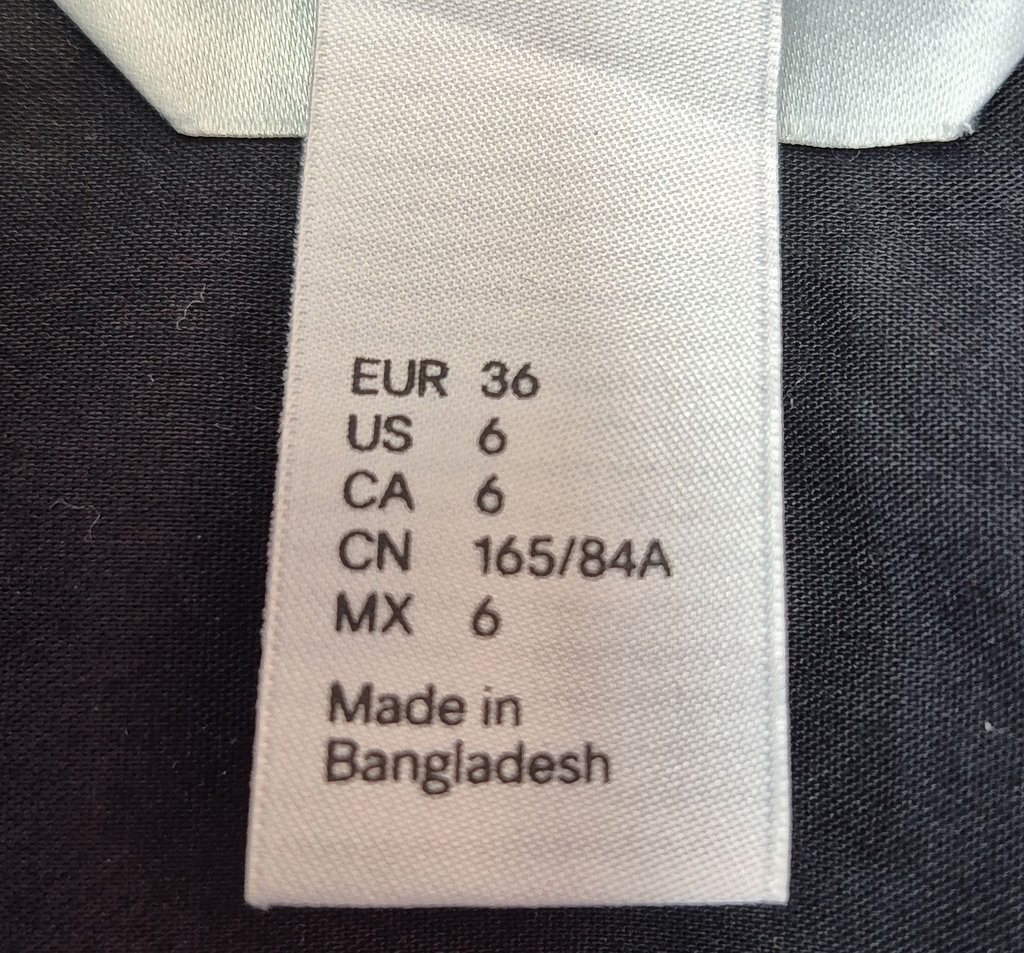 EUR 36
US 6
CA 6
CN 165/84A
MX 6
Made in
Bangladesh